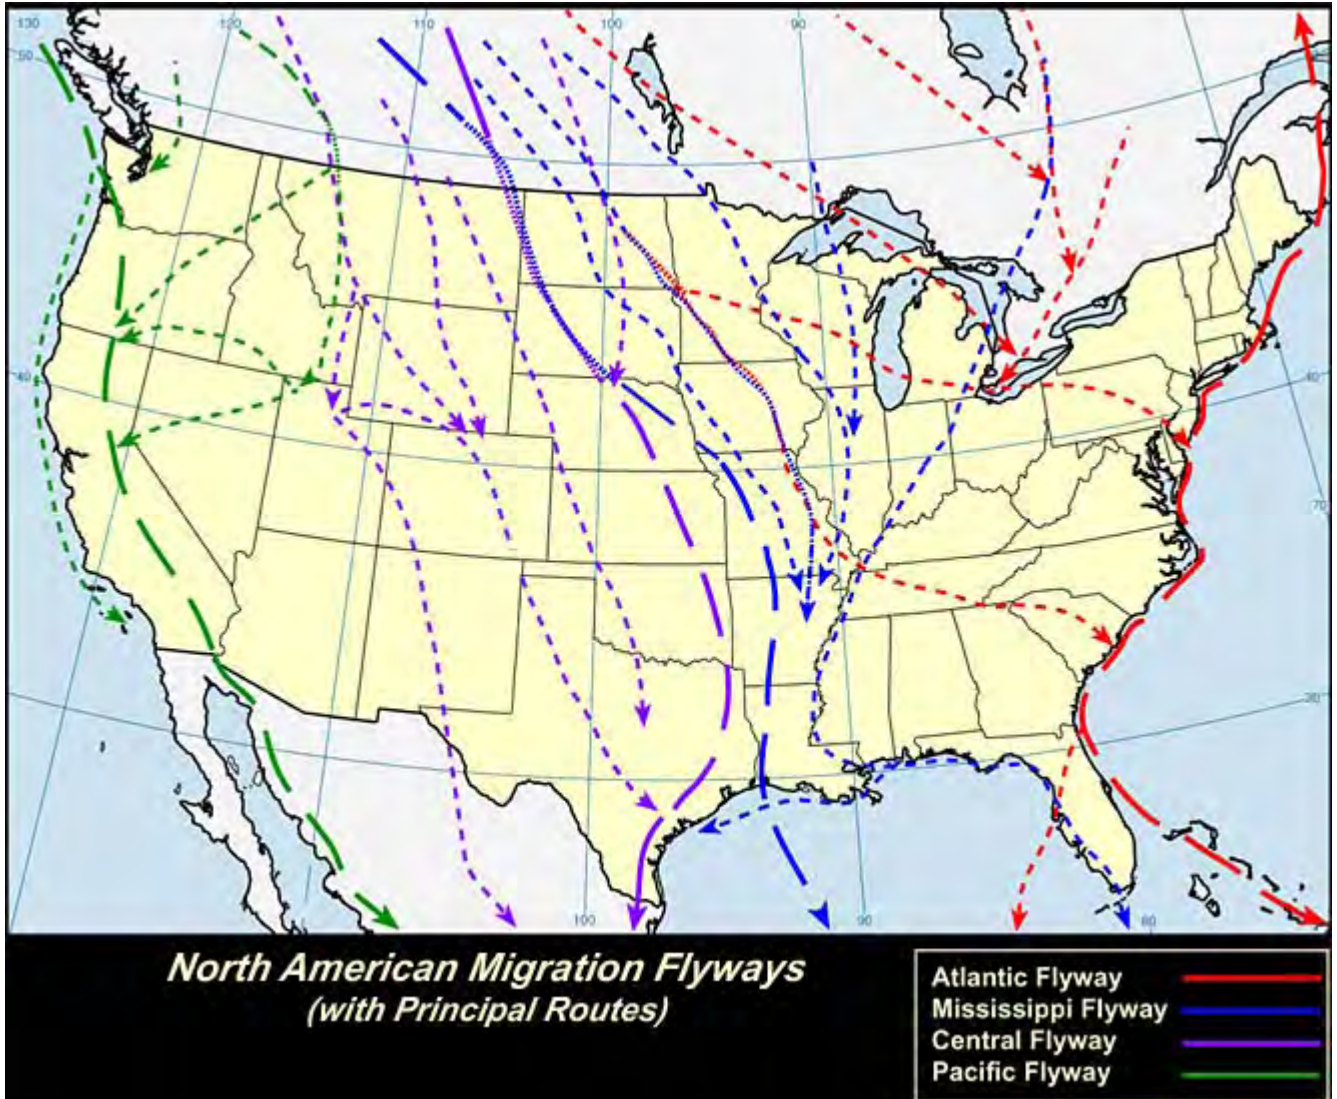 130
120
110
100
90
50
40
40
70
30
100
90
80
North American Migration Flyways
(with Principal Routes)
Atlantic Flyway
Mississippi Flyway
Central Flyway
Pacific Flyway